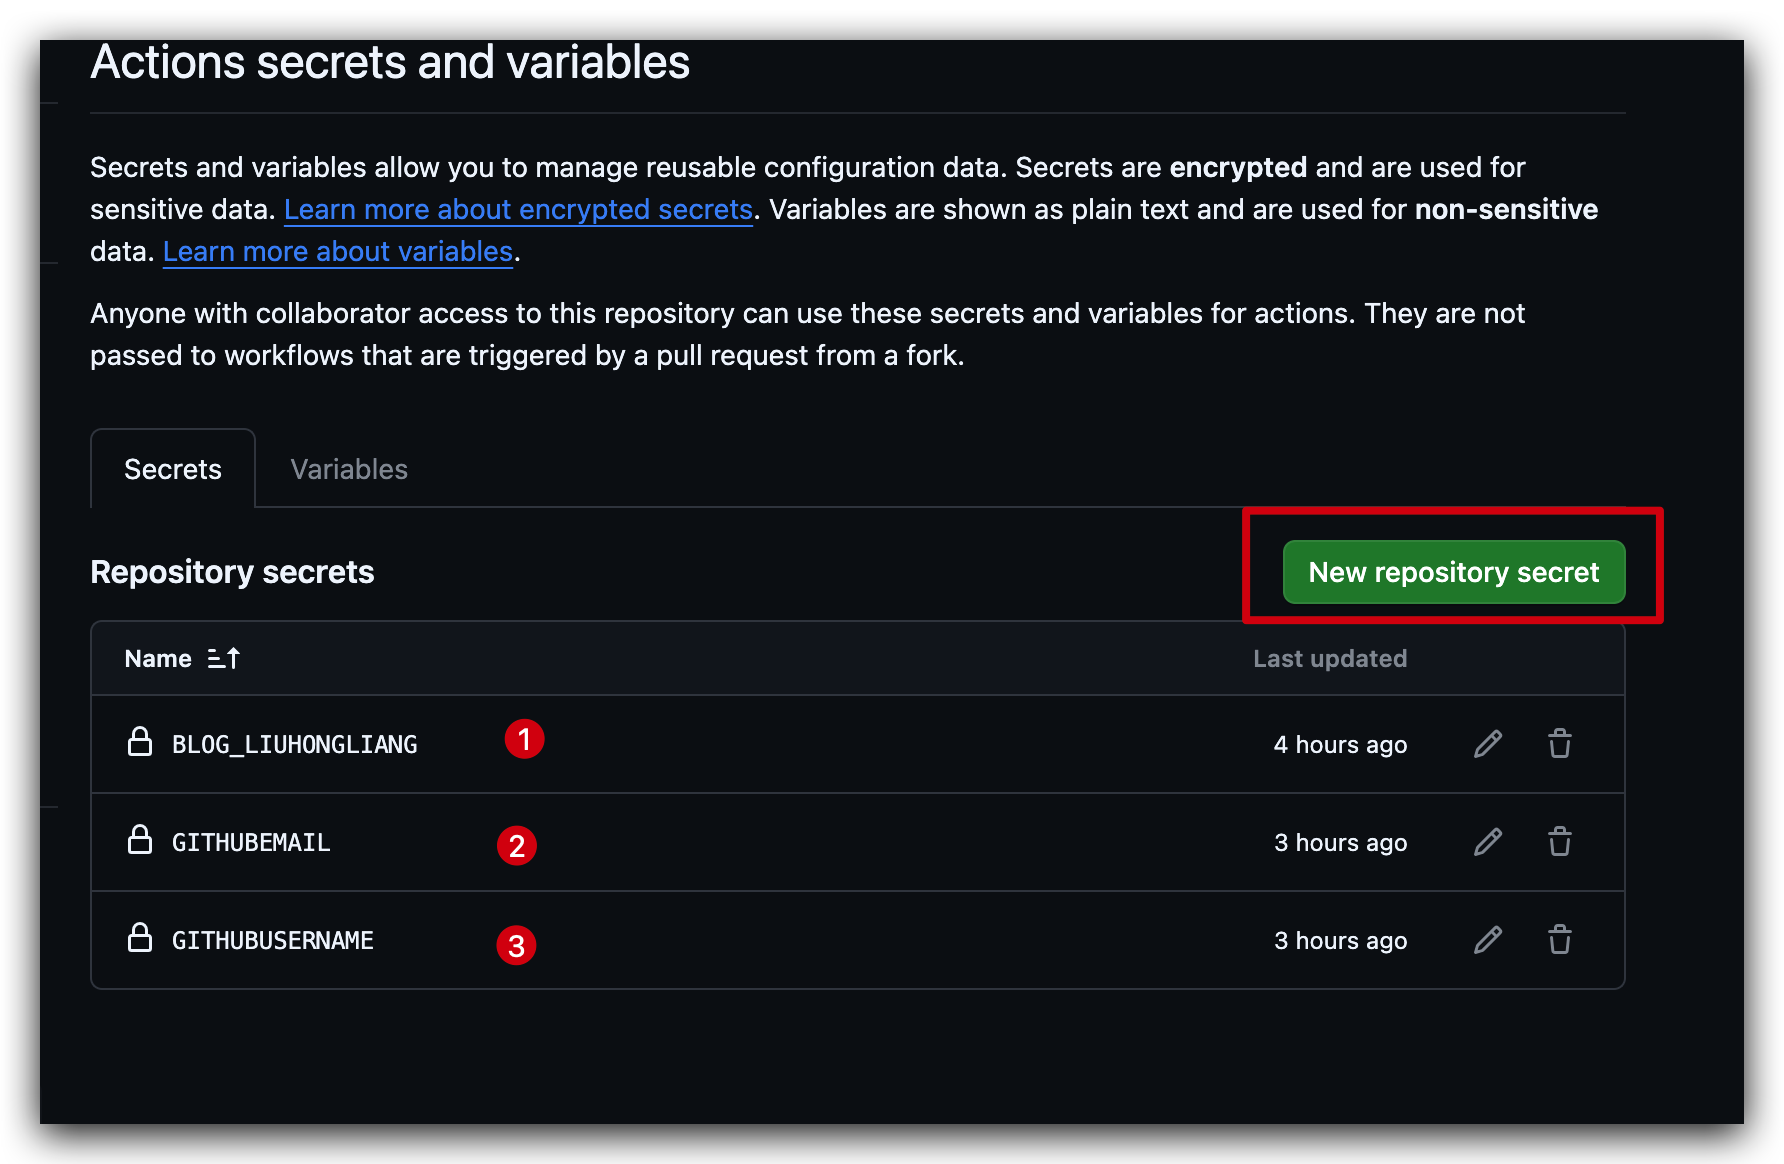 Actions secrets and variables
Secrets and variables allow you to manage reusable configuration data. Secrets are encrypted and are used for
sensitive data. Learn more about encrypted secrets. Variables are shown as plain text and are used for non-sensitive
data. Learn more about variables.
Anyone with collaborator access to this repository can use these secrets and variables for actions. They are not
passed to workflows that are triggered by a pull request from a fork.
Secrets Variables
Repository secrets New repository secret
Name Last updated
BLOG_LIUHONGLIANG 1 4 hours ago
GITHUBEMAIL 2 3 hours ago
GITHUBUSERNAME 3 3 hours ago